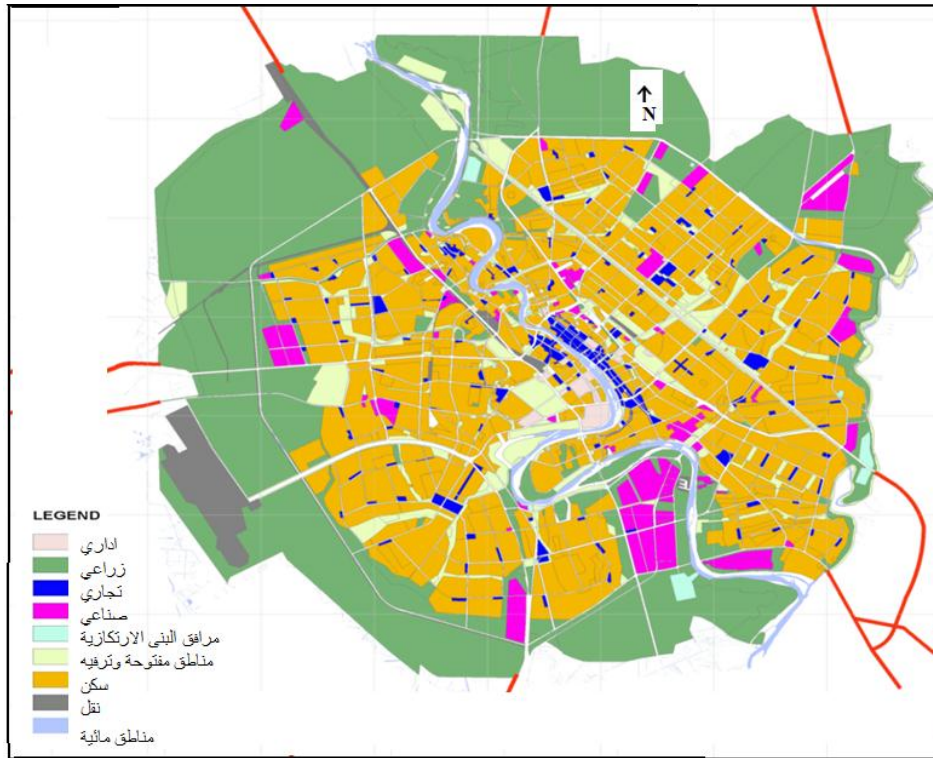 N
LEGEND
اداري
زراعي
تجاري
صناعي
مرافق البنى الارتكازية
مناطق مفتوحة وترفيه
سكن
نقل
مناطق مائية